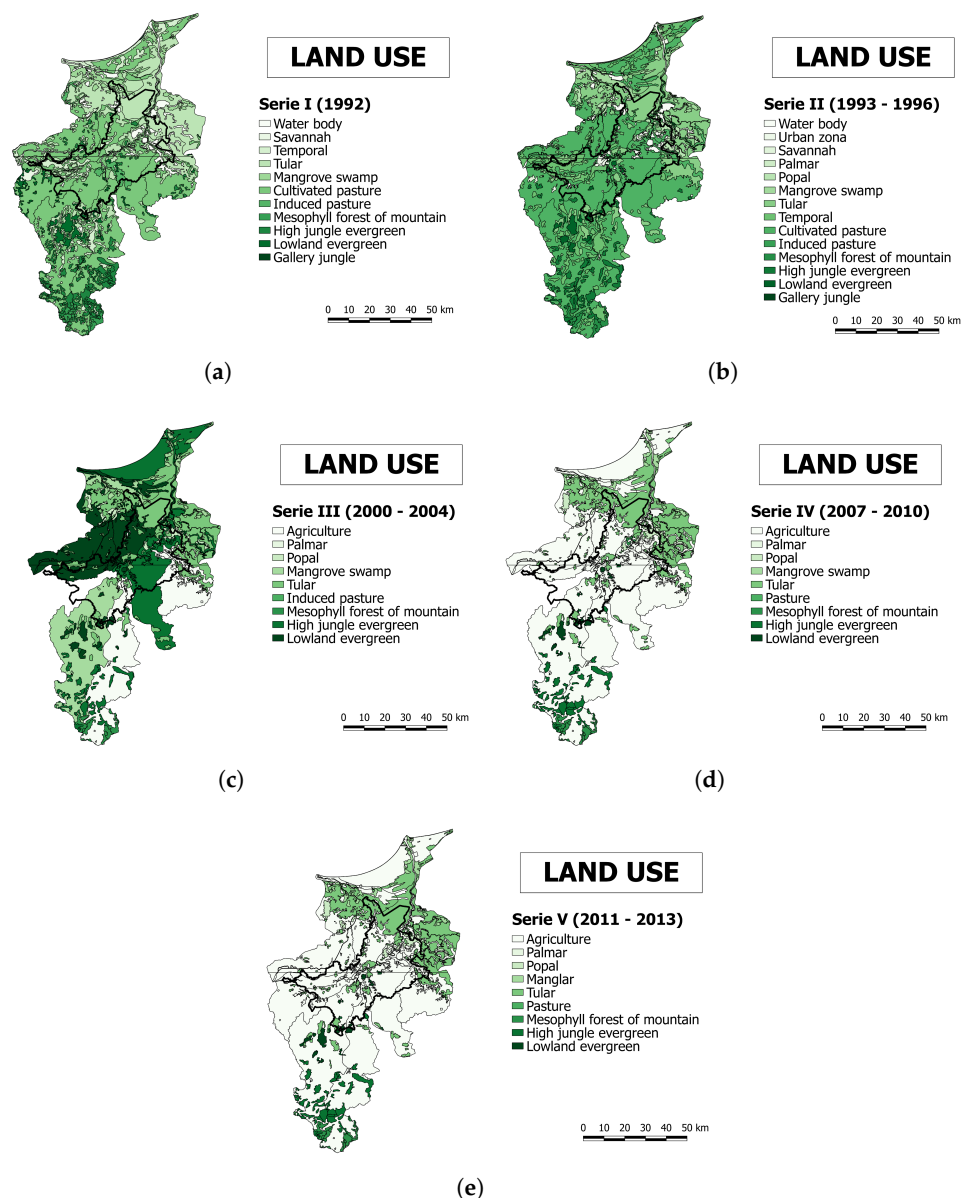 LAND USE
Serie I (1992)
Water body
Savannah
Temporal
Tular
Mangrove swamp
Cultivated pasture
Induced pasture
Mesophyll forest of mountain
High jungle evergreen
Lowland evergreen
Gallery jungle
0 10 20 30 40 50 km
(a)
LAND USE
Serie II (1993 - 1996)
Water body
Urban zona
Savannah
Palmar
Popal
Mangrove swamp
Tular
Temporal
Cultivated pasture
Induced pasture
Mesophyll forest of mountain
High jungle evergreen
Lowland evergreen
Gallery jungle
0 10 20 30 40 50 km
(b)
LAND USE
Serie III (2000 - 2004)
Agriculture
Palmar
Popal
Mangrove swamp
Tular
Induced pasture
Mesophyll forest of mountain
High jungle evergreen
Lowland evergreen
0 10 20 30 40 50 km
(c)
LAND USE
Serie IV (2007 - 2010)
Agriculture
Palmar
Popal
Mangrove swamp
Tular
Pasture
Mesophyll forest of mountain
High jungle evergreen
Lowland evergreen
0 10 20 30 40 50 km
(d)
LAND USE
Serie V (2011 - 2013)
Agriculture
Palmar
Popal
Manglar
Tular
Pasture
Mesophyll forest of mountain
High jungle evergreen
Lowland evergreen
0 10 20 30 40 50 km
(e)